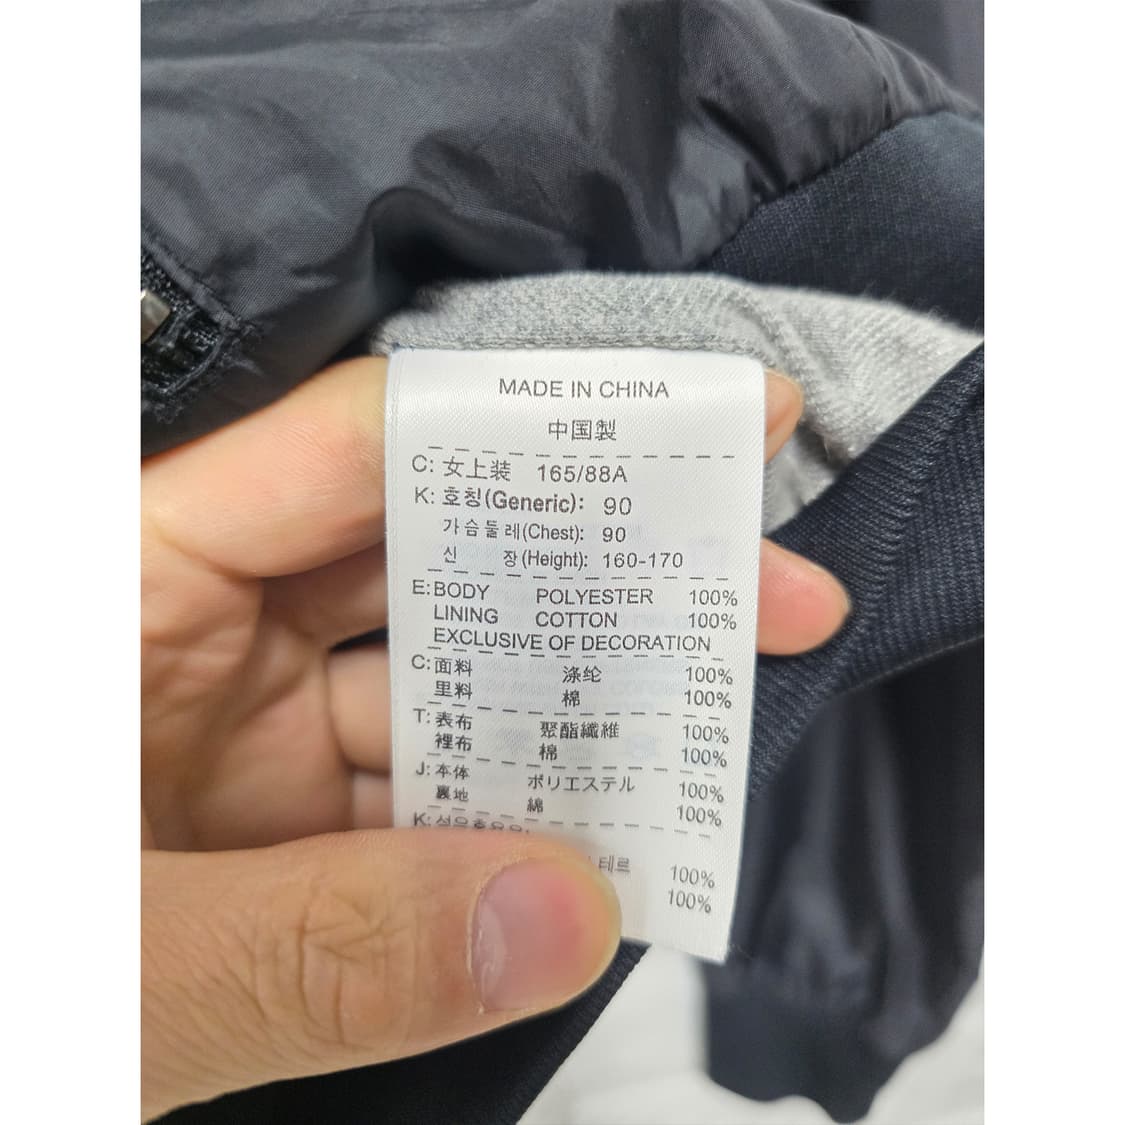 MADE IN CHINA
中国製
C: 女上装 165/88A
K: 호칭(Generic): 90
가슴둘레(Chest): 90
신 장(Height): 160-170
E: BODY POLYESTER 100%
LINING COTTON 100%
EXCLUSIVE OF DECORATION
C: 面料 涤纶 100%
里料 棉 100%
T: 表布 聚酯纖維 100%
裡布 棉 100%
J: 本体 ポリエステル 100%
裏地 綿 100%
K:
테르 100%
100%